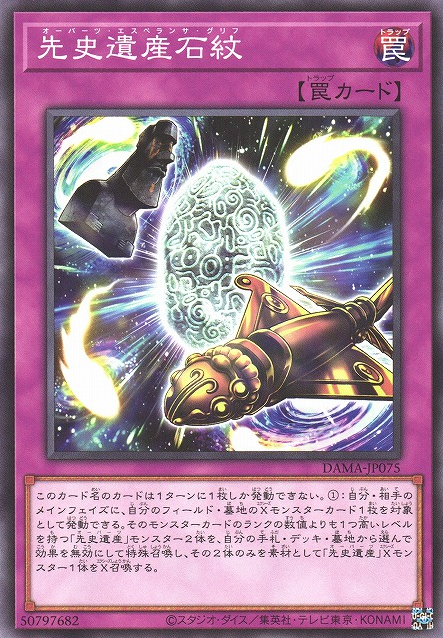 オーパーツ・エスペランサ・グリフ
先史遺産石紋
トラップ
罠
【罠カード】
DAMA-JP075
このカード名のカードは1ターンに1枚しか発動できない。①:自分・相手の
メインフェイズに、自分のフィールド・墓地のXモンスターカード1枚を対象
として発動できる。そのモンスターカードのランクの数値よりも1つ高いレベル
を持つ「先史遺産」モンスター2体を、自分の手札・デッキ・墓地から選んで
効果を無効にして特殊召喚し、その2体のみを素材として「先史遺産」Xモン
スター1体をX召喚する。
50797682
©スタジオ・ダイス/集英社・テレビ東京・KONAMI